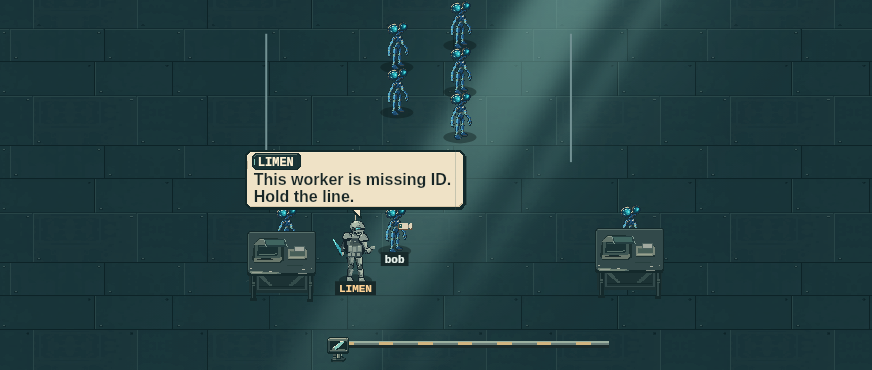 LIMEN
This worker is missing ID.
Hold the line.
bob
LIMEN